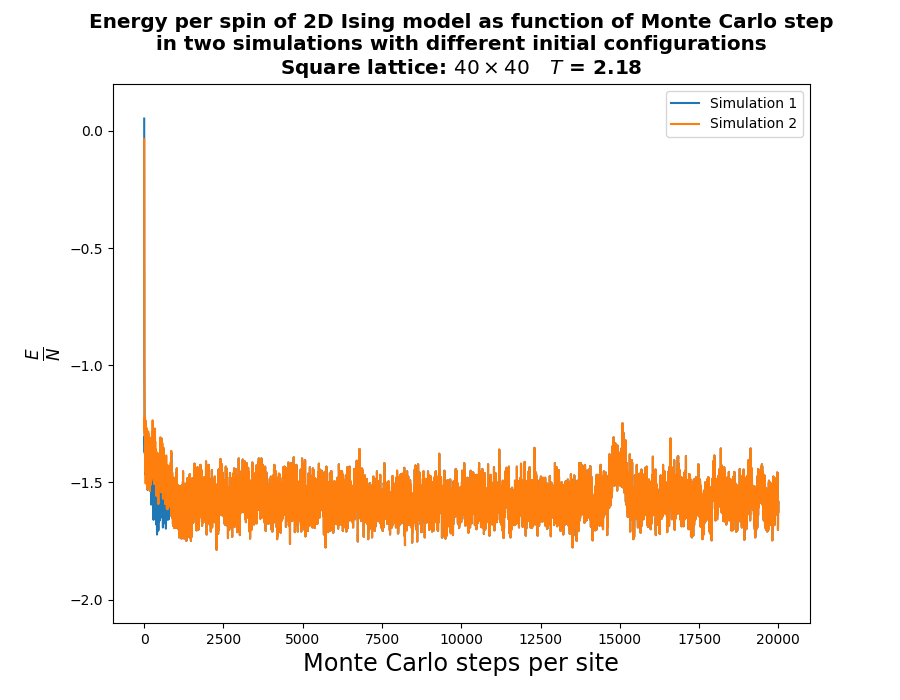 Energy per spin of 2D Ising model as function of Monte Carlo step
in two simulations with different initial configurations
Square lattice: 40 × 40 T = 2.18
Simulation 1
Simulation 2
0.0
−0.5
−1.0
−1.5
−2.0
E
N
0 2500 5000 7500 10000 12500 15000 17500 20000
Monte Carlo steps per site